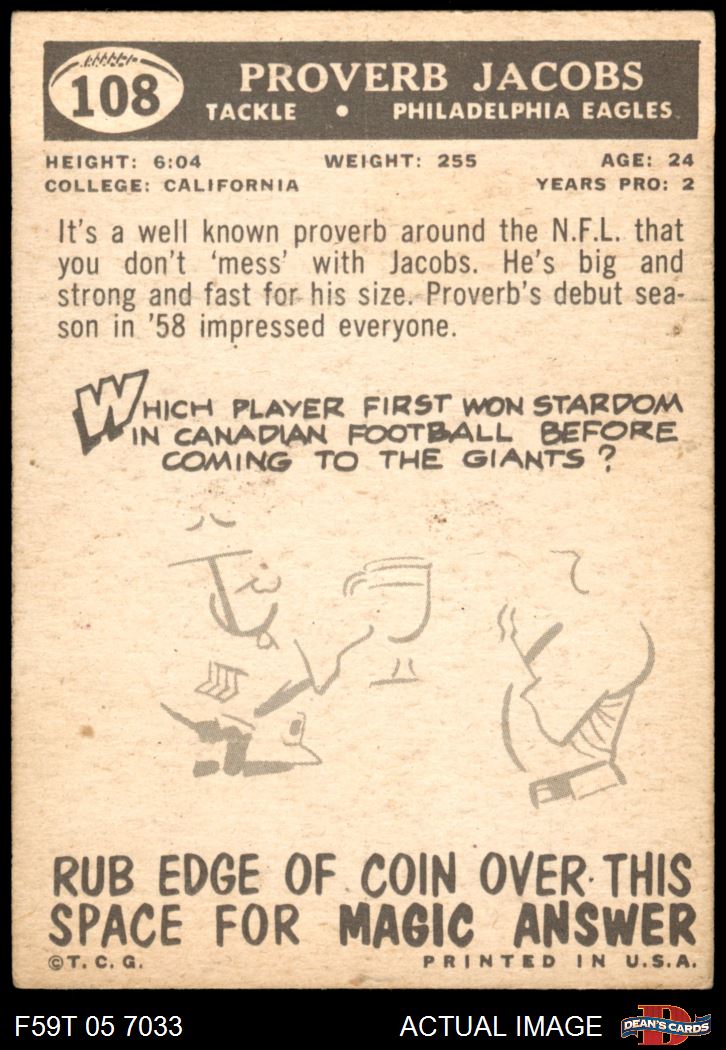 108
PROVERB JACOBS
TACKLE • PHILADELPHIA EAGLES
HEIGHT: 6:04 WEIGHT: 255 AGE: 24
COLLEGE: CALIFORNIA YEARS PRO: 2
It's a well known proverb around the N.F.L. that
you don't 'mess' with Jacobs. He's big and
strong and fast for his size. Proverb's debut sea-
son in '58 impressed everyone.
WHICH PLAYER FIRST WON STARDOM
IN CANADIAN FOOTBALL BEFORE
COMING TO THE GIANTS?
RUB EDGE OF COIN OVER THIS
SPACE FOR MAGIC ANSWER
©T. C. G. PRINTED IN U.S.A.
F59T 05 7033 ACTUAL IMAGE D DEAN'S CARDS